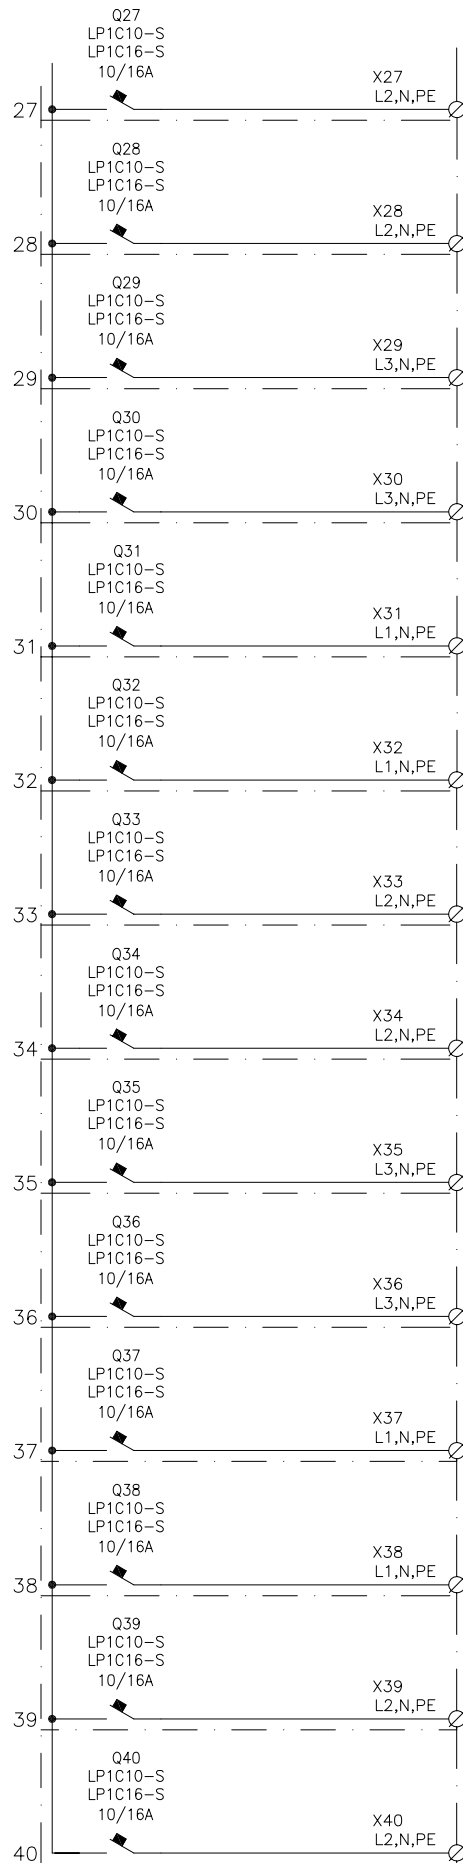 Q27
LP1C10-S
LP1C16-S
10/16A
X27
27
L2,N,PE
Q28
LP1C10-S
LP1C16-S
10/16A
X28
28
L2,N,PE
Q29
LP1C10-S
LP1C16-S
10/16A
X29
29
L3,N,PE
Q30
LP1C10-S
LP1C16-S
10/16A
X30
30
L3,N,PE
Q31
LP1C10-S
LP1C16-S
10/16A
X31
31
L1,N,PE
Q32
LP1C10-S
LP1C16-S
10/16A
X32
32
L1,N,PE
Q33
LP1C10-S
LP1C16-S
10/16A
X33
33
L2,N,PE
Q34
LP1C10-S
LP1C16-S
10/16A
X34
34
L2,N,PE
Q35
LP1C10-S
LP1C16-S
10/16A
X35
35
L3,N,PE
Q36
LP1C10-S
LP1C16-S
10/16A
X36
36
L3,N,PE
Q37
LP1C10-S
LP1C16-S
10/16A
X37
37
L1,N,PE
Q38
LP1C10-S
LP1C16-S
10/16A
X38
38
L1,N,PE
Q39
LP1C10-S
LP1C16-S
10/16A
X39
39
L2,N,PE
Q40
LP1C10-S
LP1C16-S
10/16A
X40
40
L2,N,PE